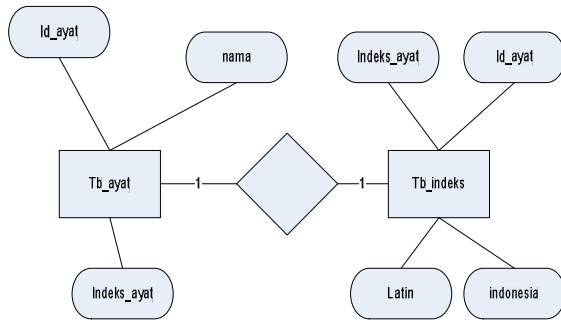 Id_ayat
nama
Indeks_ayat
Id_ayat
Tb_ayat
1
1
Tb_indeks
Indeks_ayat
Latin
indonesia